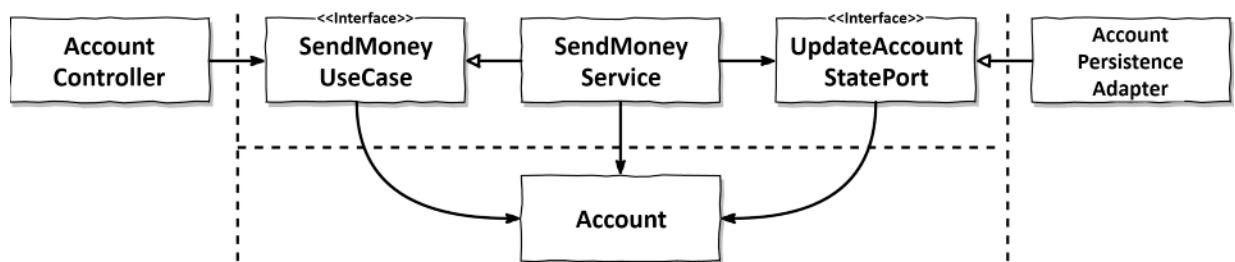 Account
Controller
<<Interface>>
SendMoney
UseCase
SendMoney
Service
<<Interface>>
UpdateAccount
StatePort
Account
Persistence
Adapter
Account